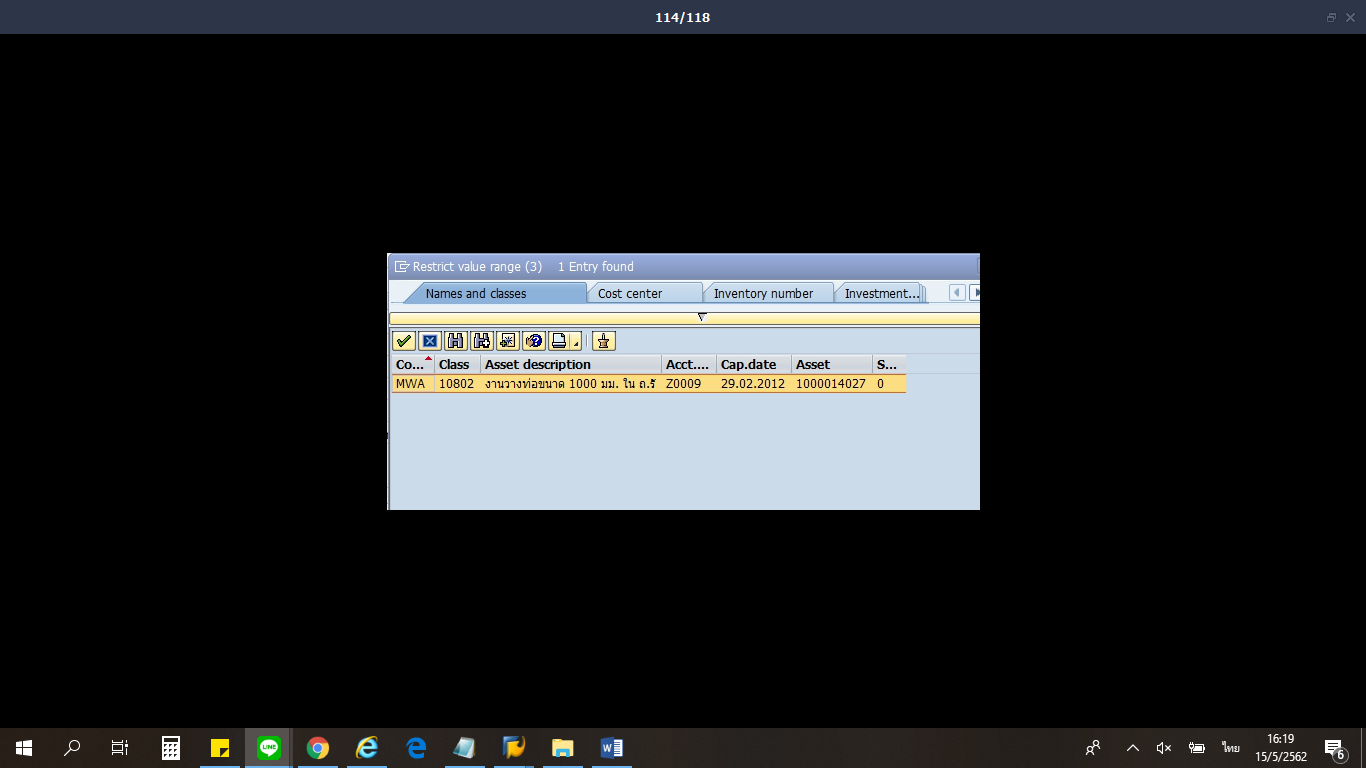 114/118
Restrict value range (3) 1 Entry found
Names and classes Cost center Inventory number Investment...
Co... Class Asset description Acct.... Cap.date Asset S...
MWA 10802 งานวางท่อขนาด 1000 มม. ใน ถ.รั Z0009 29.02.2012 1000014027 0
LINE
ไทย
16:19
15/5/2562
6